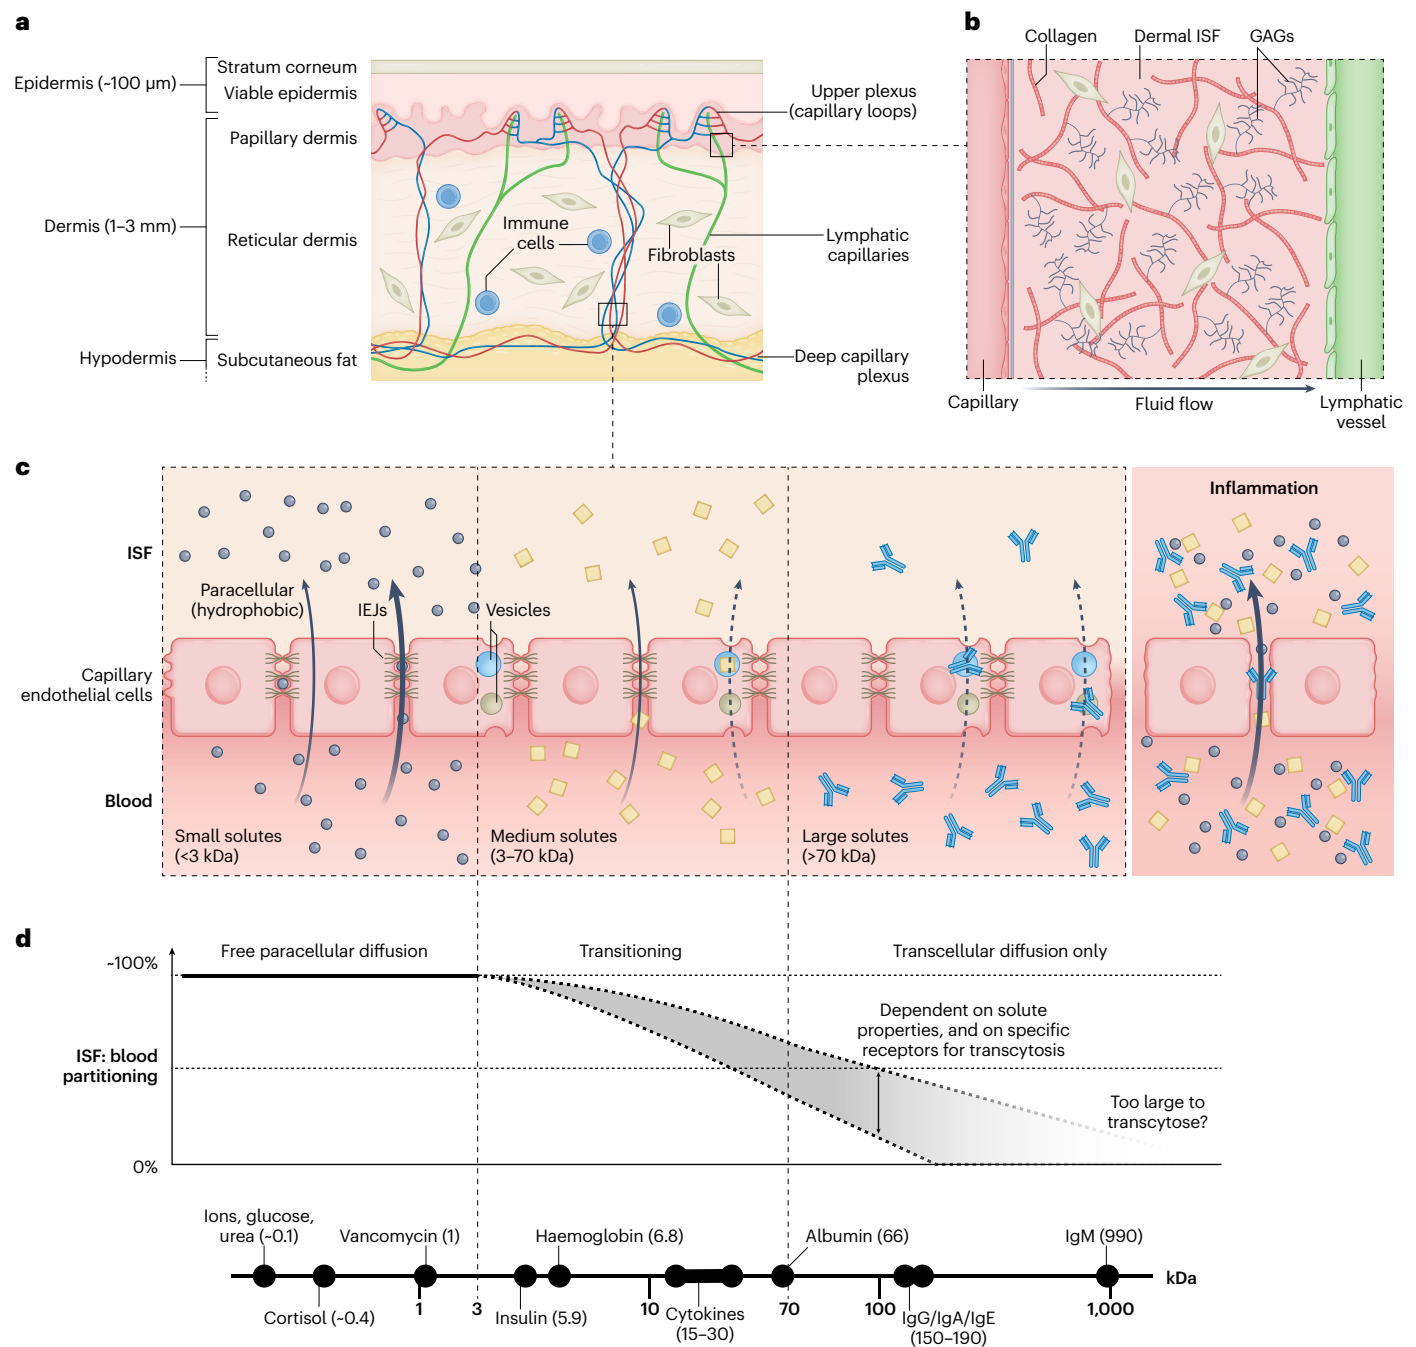 a
Epidermis (~100 µm)
Stratum corneum
Viable epidermis
Papillary dermis
Dermis (1–3 mm)
Reticular dermis
Hypodermis
Subcutaneous fat
Immune
cells
Fibroblasts
Upper plexus
(capillary loops)
Lymphatic
capillaries
Deep capillary
plexus
b
Collagen
Dermal ISF
GAGs
Capillary
Fluid flow
Lymphatic
vessel
c
ISF
Capillary
endothelial cells
Blood
Paracellular
(hydrophobic)
IEJs
Vesicles
Small solutes
(<3 kDa)
Medium solutes
(3–70 kDa)
Large solutes
(>70 kDa)
Inflammation
d
~100%
ISF: blood
partitioning
0%
Free paracellular diffusion
Transitioning
Transcellular diffusion only
Dependent on solute
properties, and on specific
receptors for transcytosis
Too large to
transcytose?
Ions, glucose,
urea (~0.1)
Vancomycin (1)
Haemoglobin (6.8)
Albumin (66)
IgM (990)
kDa
1
3
10
70
100
1,000
Cortisol (~0.4)
Insulin (5.9)
Cytokines
(15–30)
IgG/IgA/IgE
(150–190)